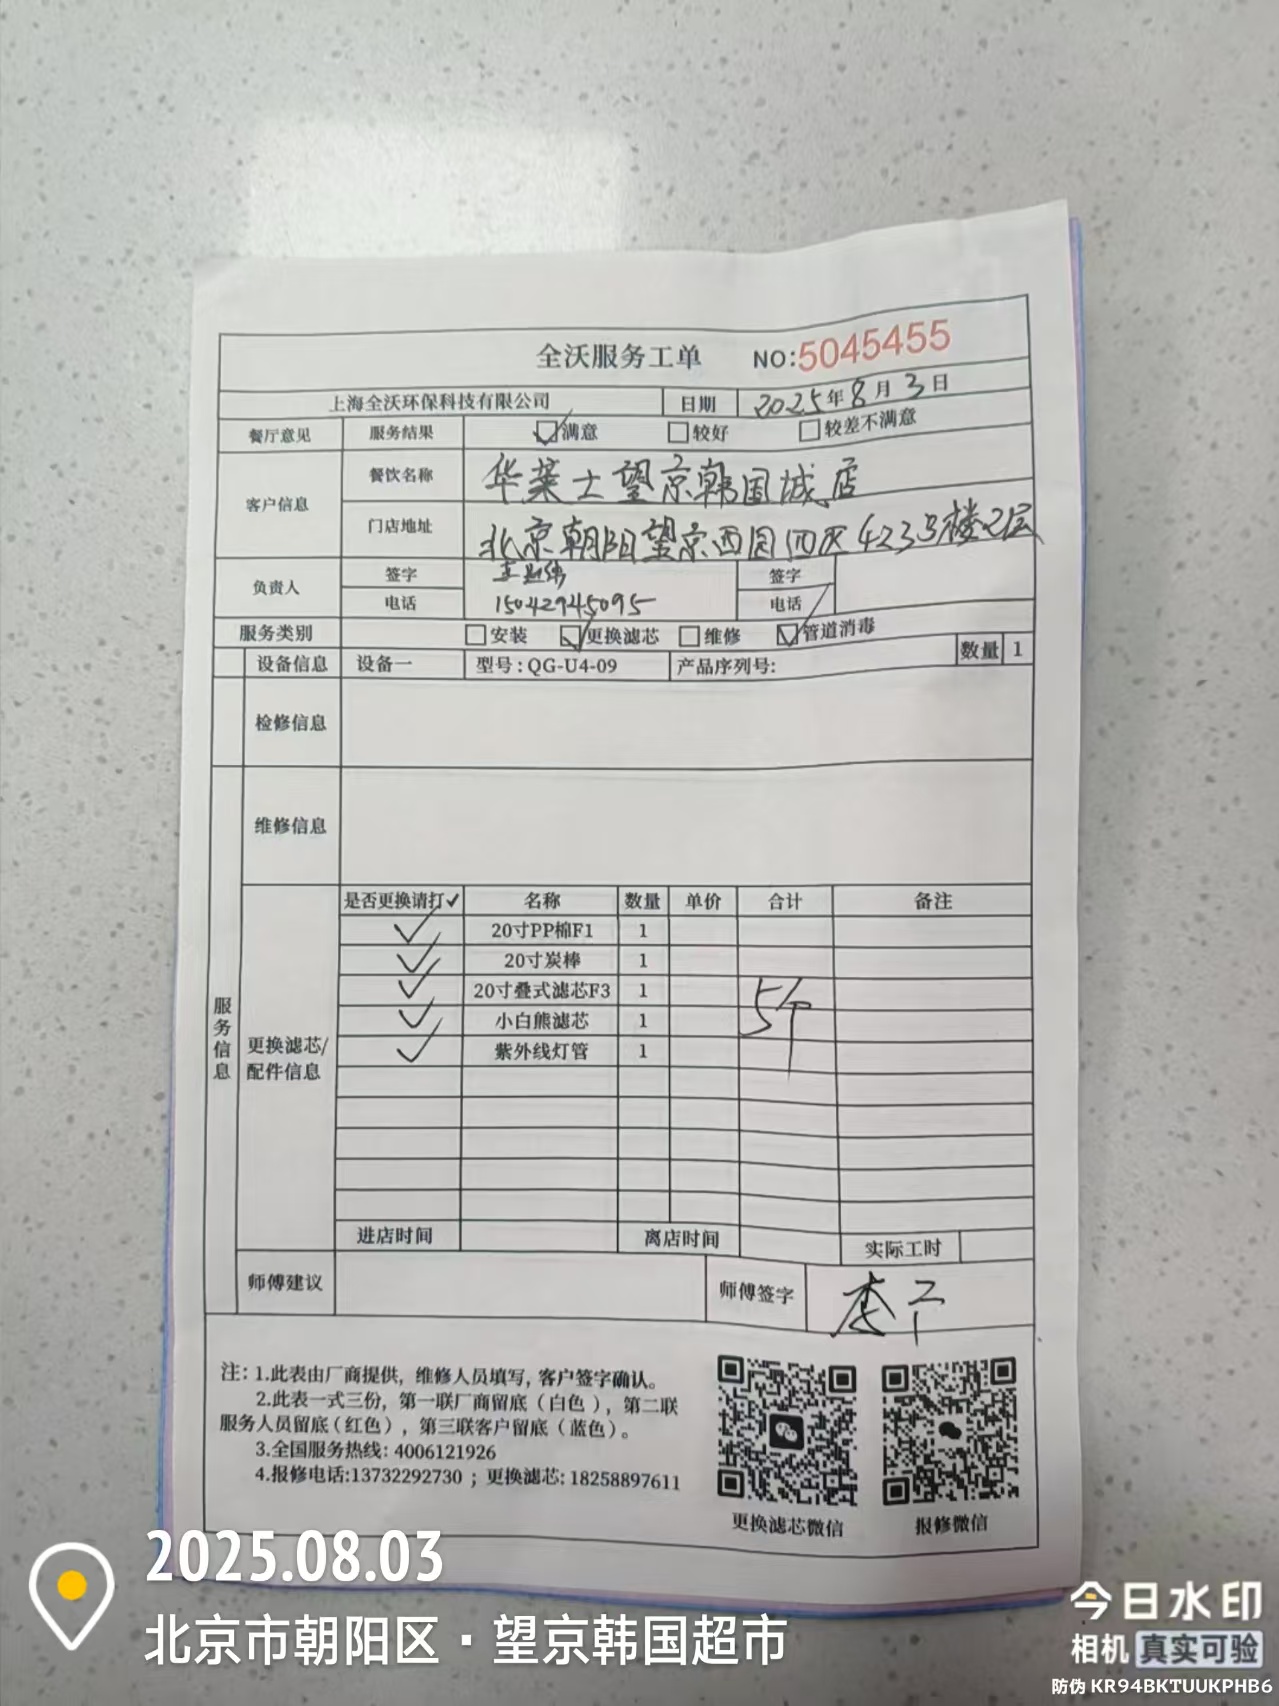 全沃服务工单 NO:5045455
上海全沃环保科技有限公司 日期 2025年8月3日
餐厅意见 服务结果 满意 较好 较差不满意
客户信息 餐饮名称 华莱士望京韩国城店
门店地址 北京朝阳望京西园四区423号楼2层
负责人 签字 签字
电话 15042945095 电话
服务类别 安装 更换滤芯 维修 管道消毒
设备信息 设备一 型号:QG-U4-09 产品序列号: 数量 1
检修信息
维修信息
服务信息
更换滤芯/配件信息
是否更换请打✓ 名称 数量 单价 合计 备注
✓ 20寸PP棉F1 1
✓ 20寸炭棒 1
✓ 20寸叠式滤芯F3 1 5个
✓ 小白熊滤芯 1
✓ 紫外线灯管 1
进店时间 离店时间 实际工时
师傅建议 师傅签字
注：1.此表由厂商提供，维修人员填写，客户签字确认。
2.此表一式三份，第一联厂商留底（白色），第二联
服务人员留底（红色），第三联客户留底（蓝色）。
3.全国服务热线：4006121926
4.报修电话:13732292730；更换滤芯: 18258897611
更换滤芯微信 报修微信
2025.08.03
北京市朝阳区·望京韩国超市
今日水印
相机 真实可验
防伪 KR94BKTUUKPHB6